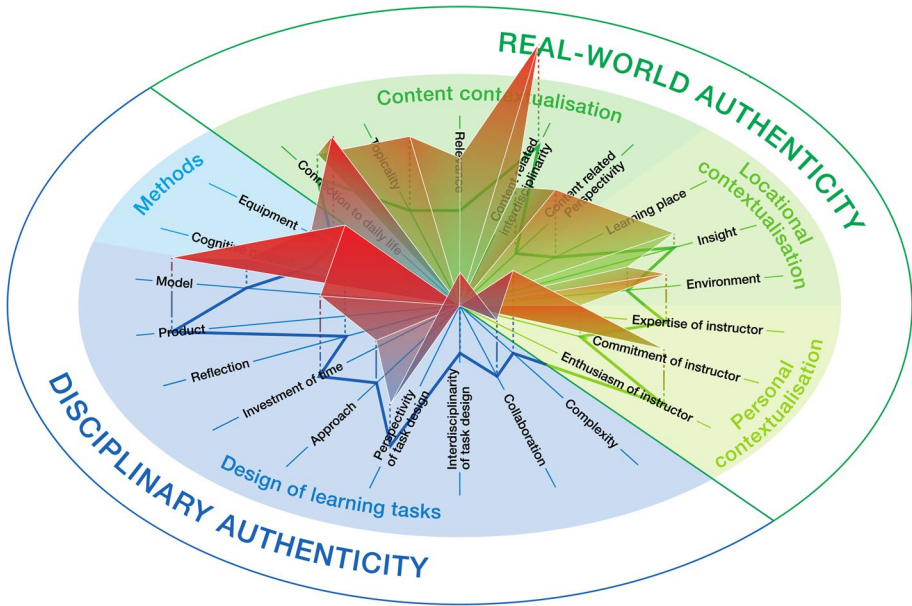 REAL-WORLD AUTHENTICITY
Content contextualisation
Locational
contextualisation
Personal
contextualisation
Methods
Equipment
Connection to daily life
Topicality
Relevance
Content related
Interdisciplinarity
Content related
Perspectivity
Learning place
Insight
Environment
Expertise of instructor
Commitment of instructor
Enthusiasm of instructor
Model
Product
Reflection
Investment of time
Approach
Perspectivity
of task design
Interdisciplinarity
of task design
Collaboration
Complexity
Design of learning tasks
DISCIPLINARY AUTHENTICITY